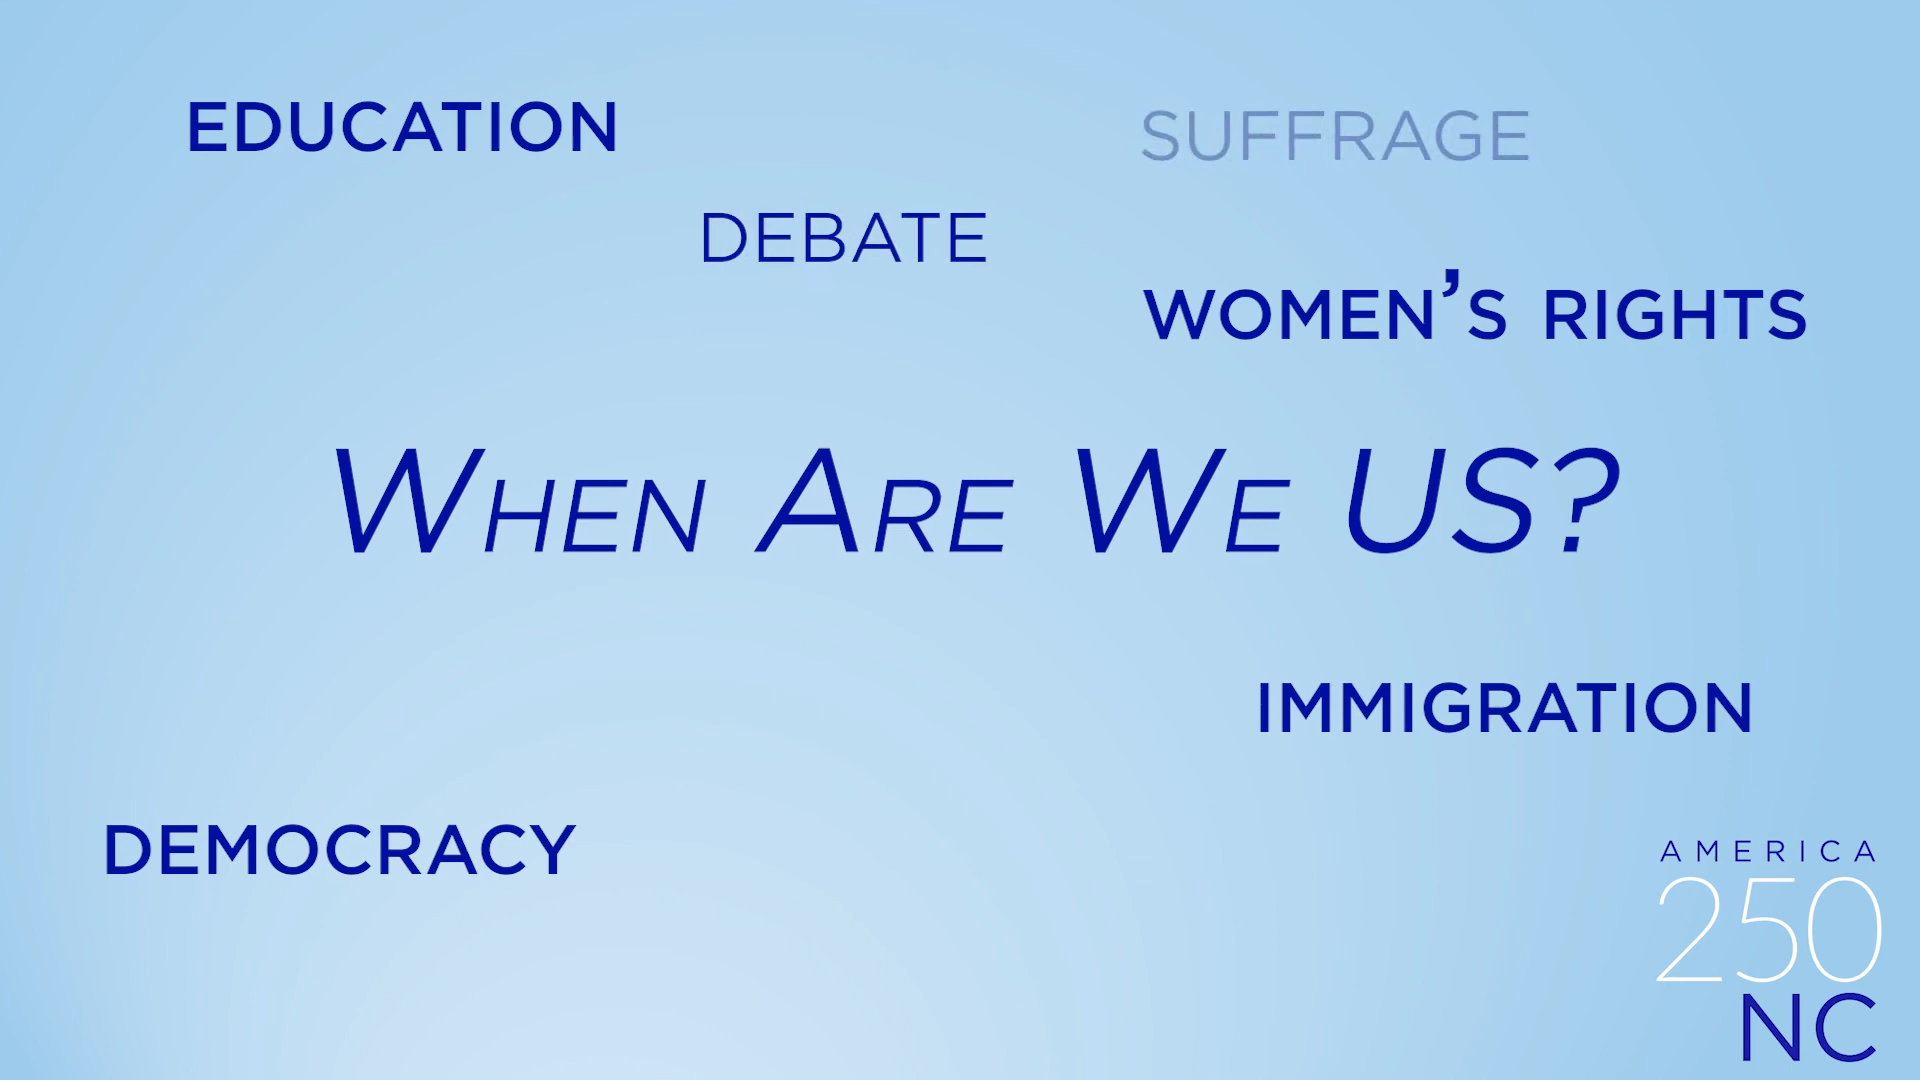 EDUCATION
SUFFRAGE
DEBATE
WOMEN’S RIGHTS
WHEN ARE WE US?
IMMIGRATION
DEMOCRACY
AMERICA
250
NC